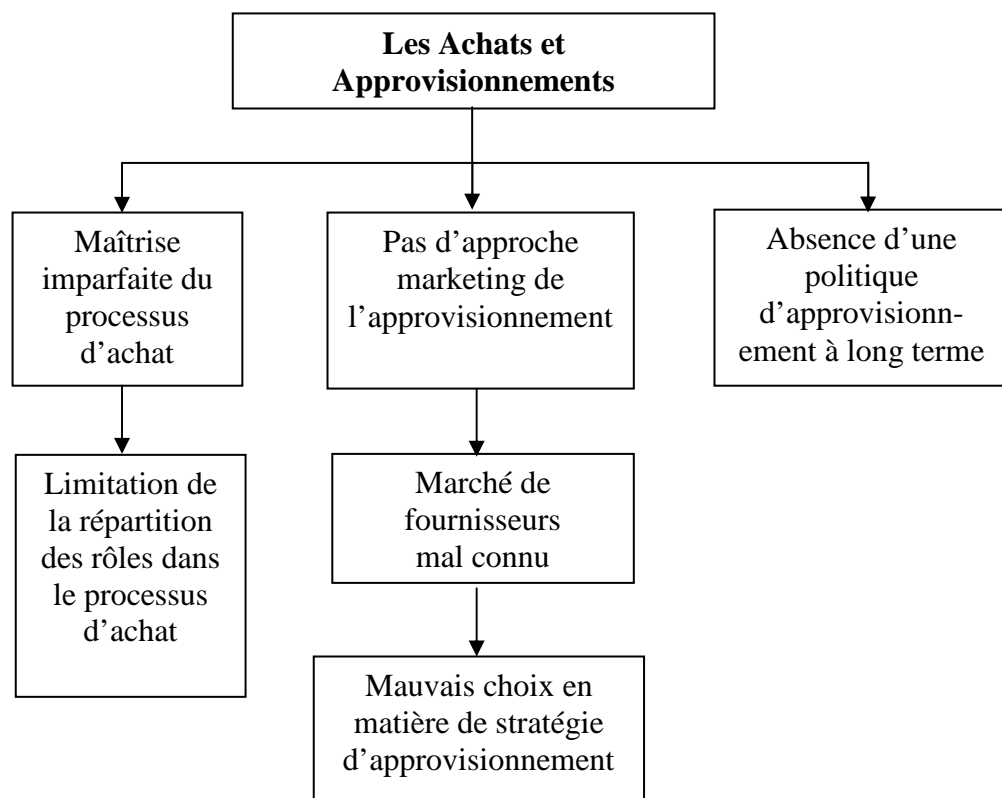 Les Achats et
Approvisionnements
Maîtrise
imparfaite du
processus
d’achat
Pas d’approche
marketing de
l’approvisionnement
Absence d’une
politique
d’approvisionn-
ement à long terme
Limitation de
la répartition
des rôles dans
le processus
d’achat
Marché de
fournisseurs
mal connu
Mauvais choix en
matière de stratégie
d’approvisionnement